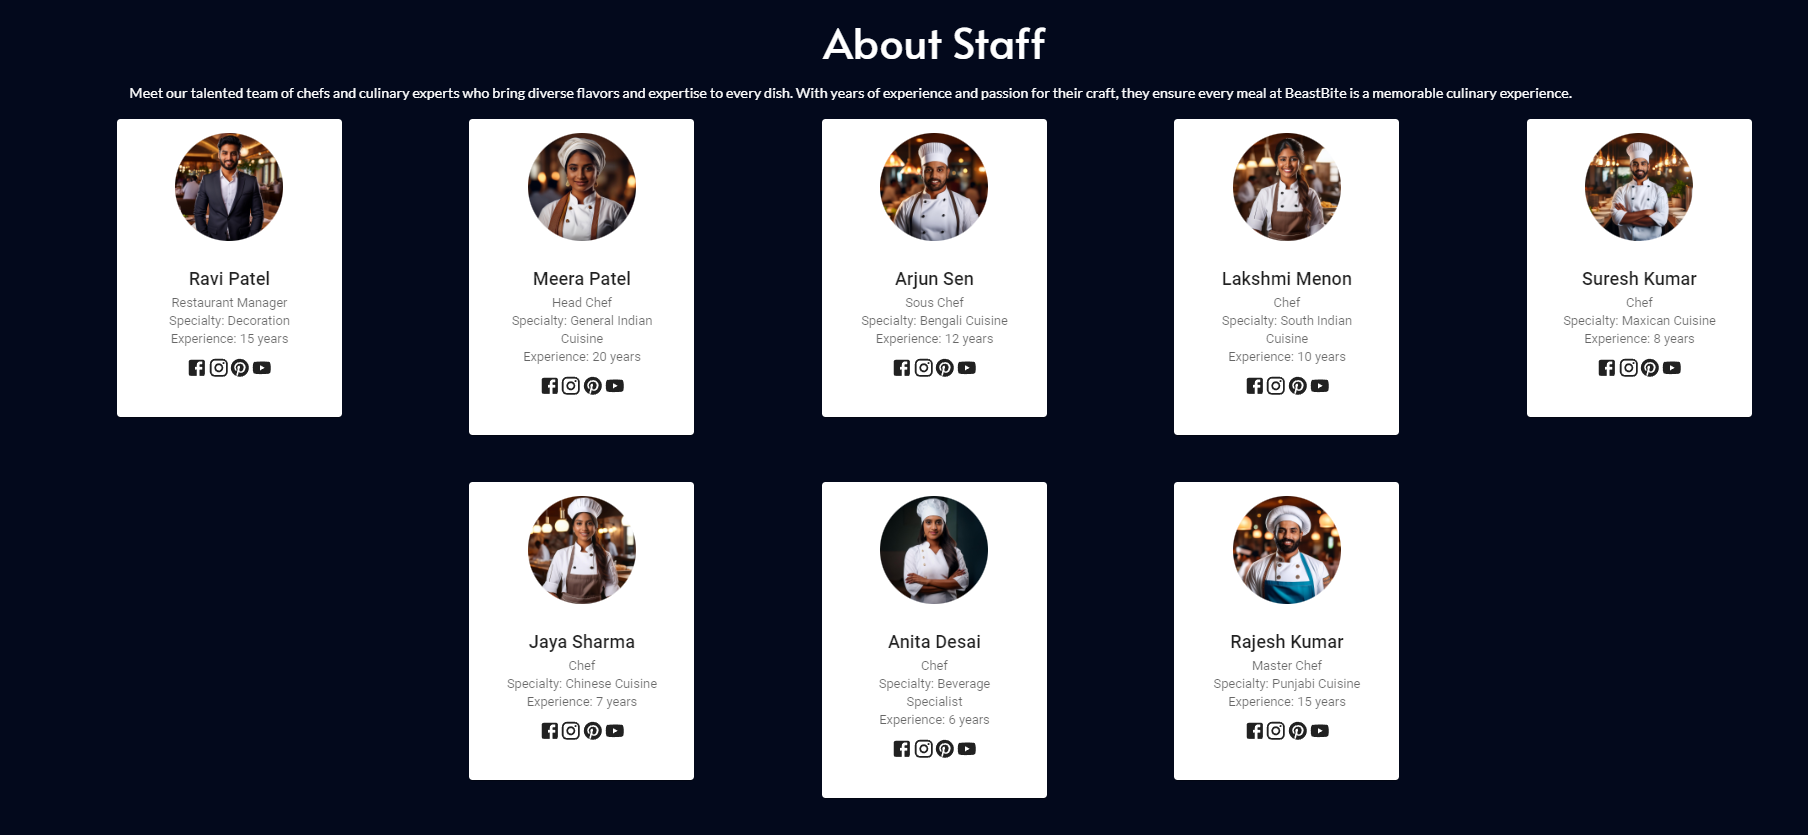 About Staff
Meet our talented team of chefs and culinary experts who bring diverse flavors and expertise to every dish. With years of experience and passion for their craft, they ensure every meal at BeastBite is a memorable culinary experience.
Ravi Patel
Restaurant Manager
Specialty: Decoration
Experience: 15 years
Meera Patel
Head Chef
Specialty: General Indian
Cuisine
Experience: 20 years
Arjun Sen
Sous Chef
Specialty: Bengali Cuisine
Experience: 12 years
Lakshmi Menon
Chef
Specialty: South Indian
Cuisine
Experience: 10 years
Suresh Kumar
Chef
Specialty: Maxican Cuisine
Experience: 8 years
Jaya Sharma
Chef
Specialty: Chinese Cuisine
Experience: 7 years
Anita Desai
Chef
Specialty: Beverage
Specialist
Experience: 6 years
Rajesh Kumar
Master Chef
Specialty: Punjabi Cuisine
Experience: 15 years